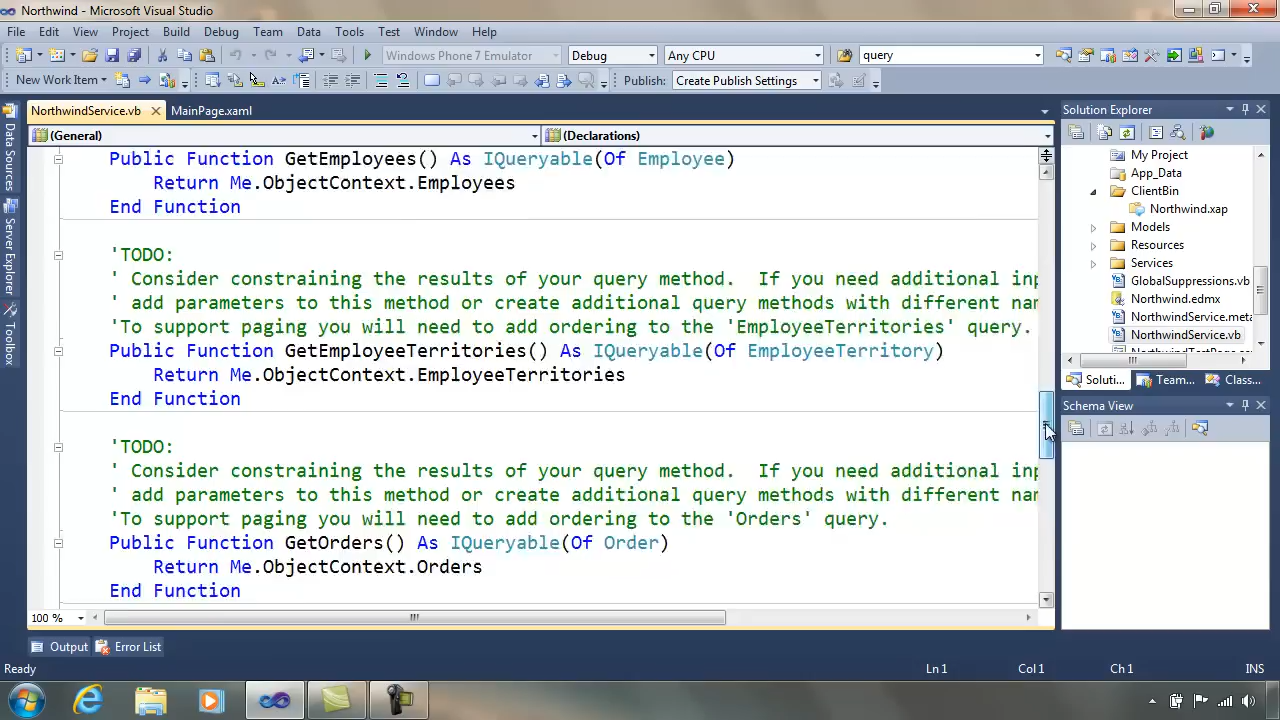 Northwind - Microsoft Visual Studio
File Edit View Project Build Debug Team Data Tools Test Window Help
Windows Phone 7 Emulator Debug Any CPU query
New Work Item Publish: Create Publish Settings
NorthwindService.vb MainPage.xaml
(General) (Declarations)
Public Function GetEmployees() As IQueryable(Of Employee)
Return Me.ObjectContext.Employees
End Function
'TODO:
' Consider constraining the results of your query method.  If you need additional inp
' add parameters to this method or create additional query methods with different nam
'To support paging you will need to add ordering to the 'EmployeeTerritories' query.
Public Function GetEmployeeTerritories() As IQueryable(Of EmployeeTerritory)
Return Me.ObjectContext.EmployeeTerritories
End Function
'TODO:
' Consider constraining the results of your query method.  If you need additional inp
' add parameters to this method or create additional query methods with different nam
'To support paging you will need to add ordering to the 'Orders' query.
Public Function GetOrders() As IQueryable(Of Order)
Return Me.ObjectContext.Orders
End Function
100 %
Data Sources
Server Explorer
Toolbox
Solution Explorer
My Project
App_Data
ClientBin
Northwind.xap
Models
Resources
Services
GlobalSuppressions.vb
Northwind.edmx
NorthwindService.meta
NorthwindService.vb
Soluti... Team... Class...
Schema View
Output Error List
Ready Ln 1 Col 1 Ch 1 INS